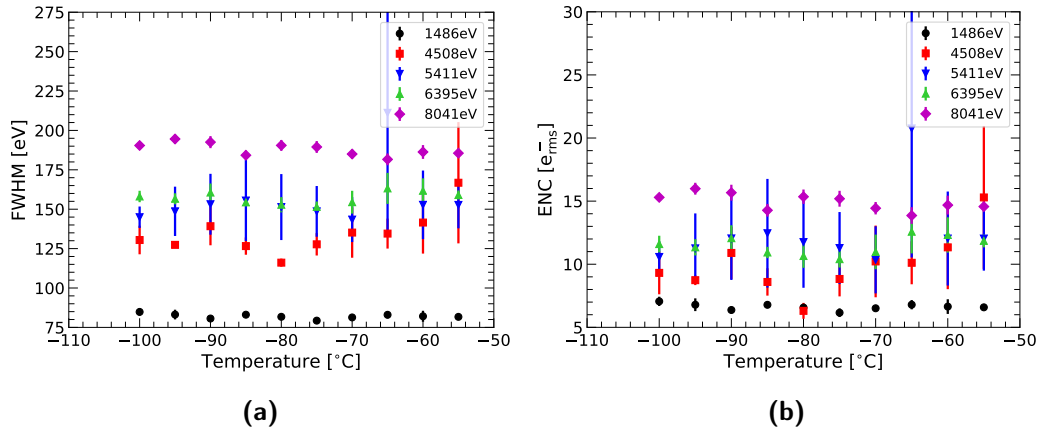 300
275
250
225
200
175
150
125
100
75
FWHM [eV]
−110 −100 −90 −80 −70 −60 −50
Temperature [°C]
1486eV
4508eV
5411eV
6395eV
8041eV
(a)
30
25
20
15
10
5
ENC [e⁻rms]
−110 −100 −90 −80 −70 −60 −50
Temperature [°C]
1486eV
4508eV
5411eV
6395eV
8041eV
(b)